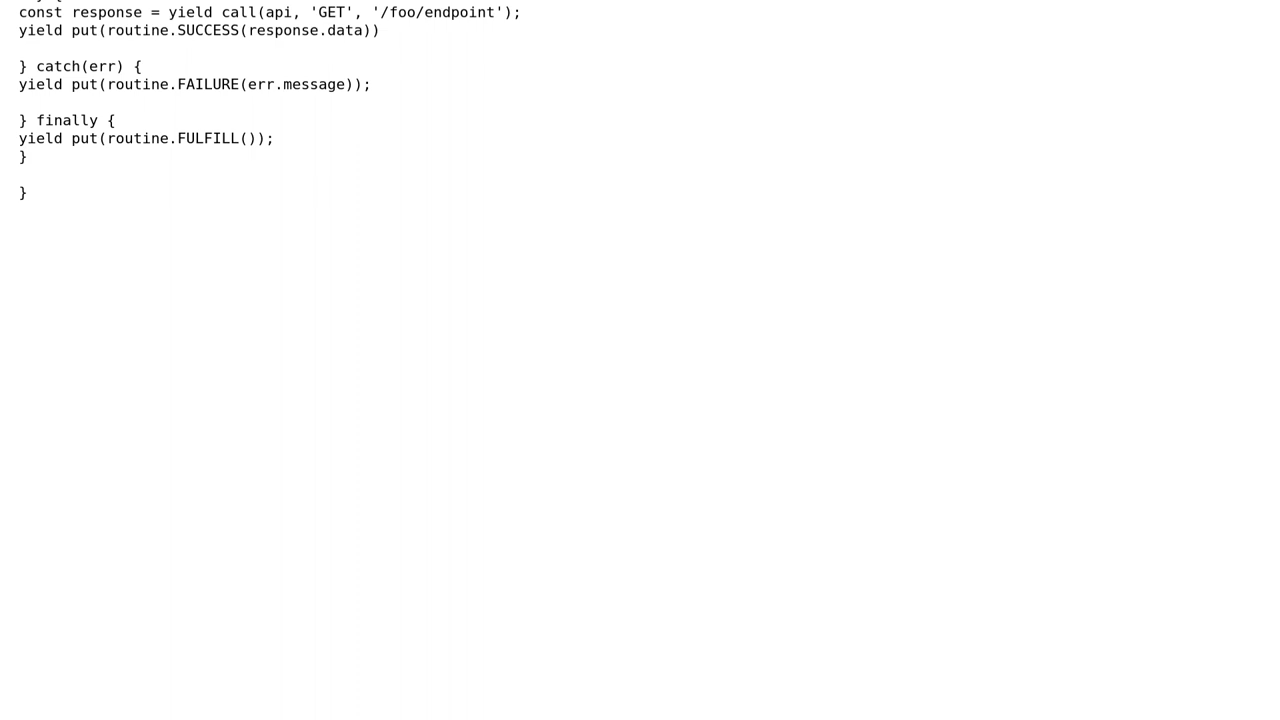 const response = yield call(api, 'GET', '/foo/endpoint');
yield put(routine.SUCCESS(response.data))
} catch(err) {
yield put(routine.FAILURE(err.message));
} finally {
yield put(routine.FULFILL());
}
}